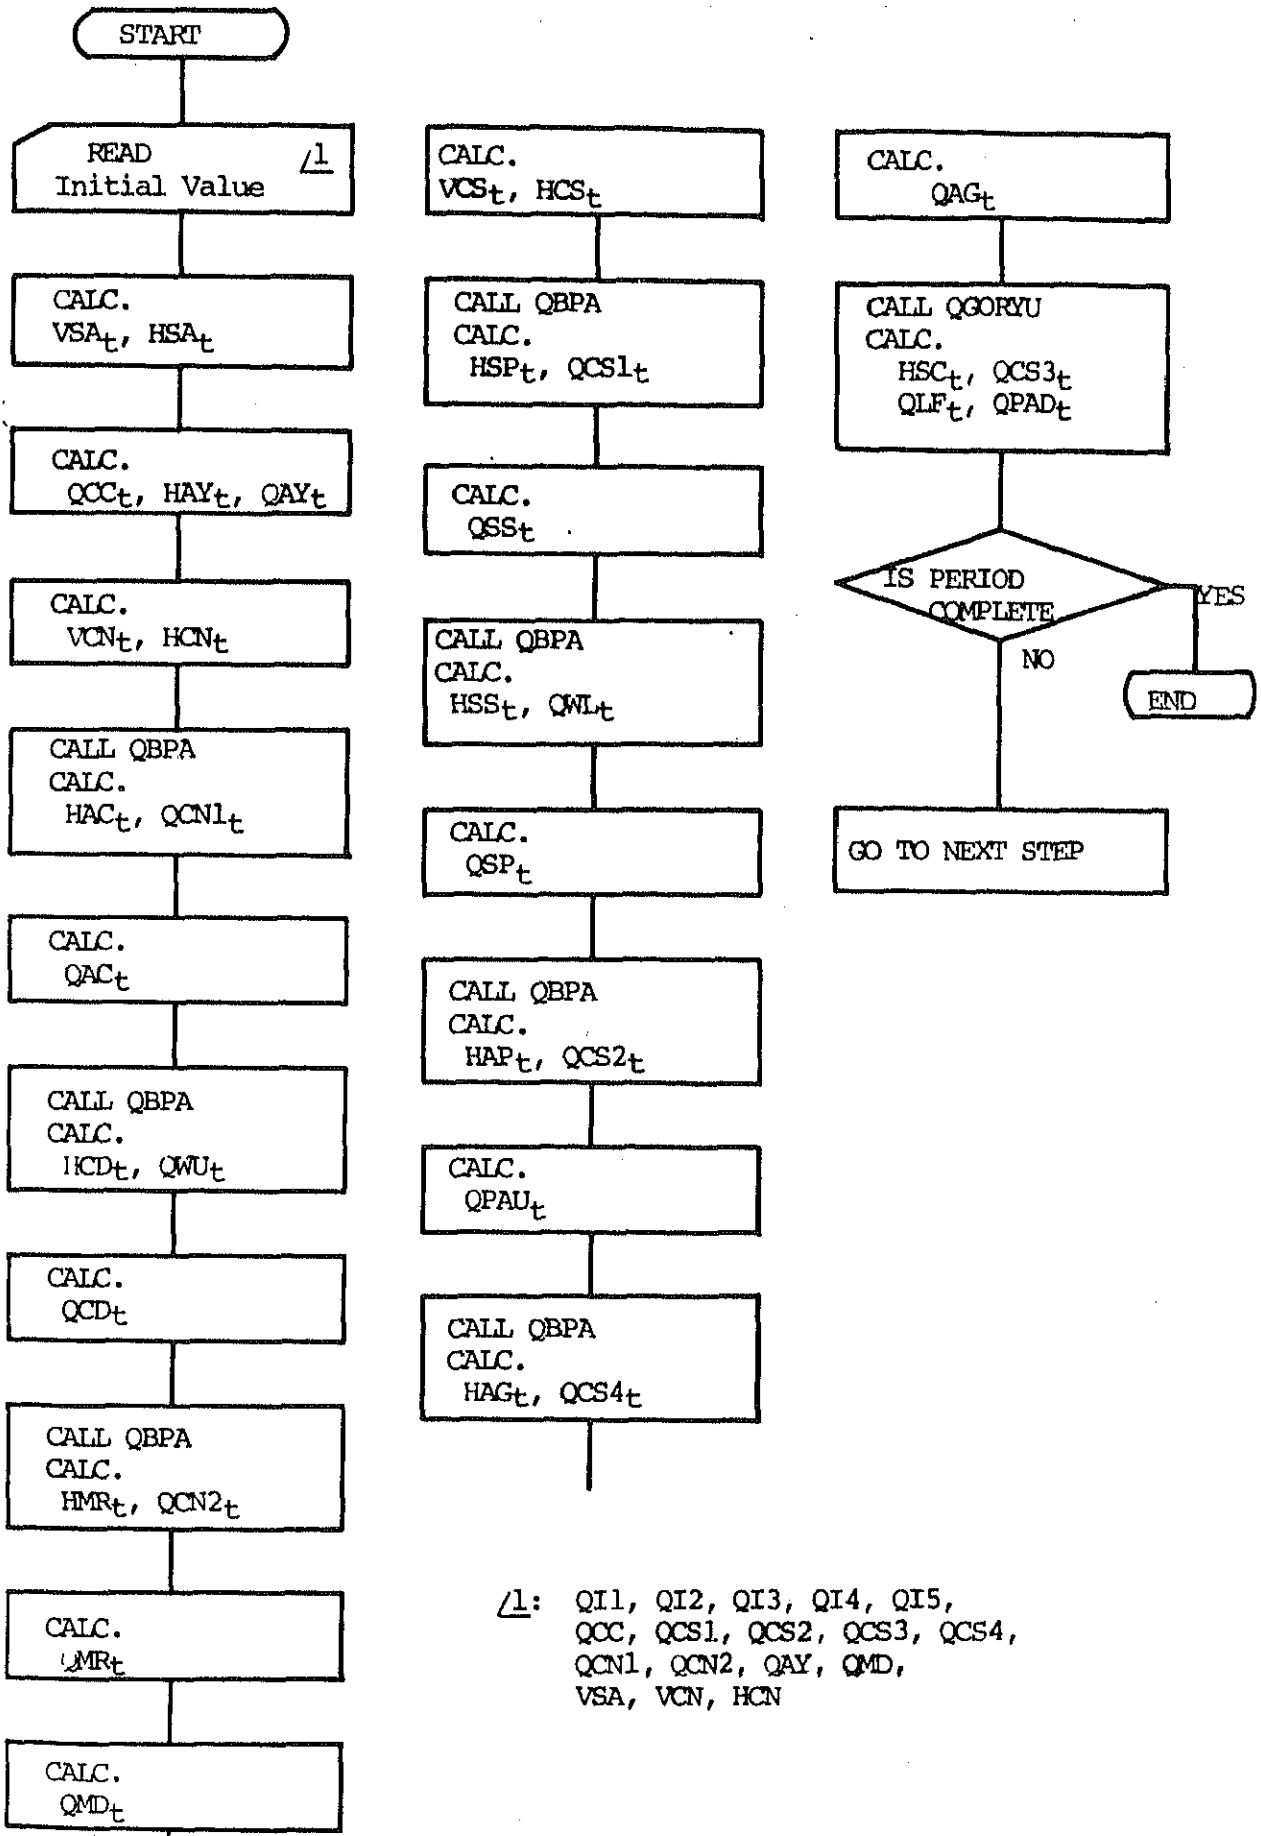 START
READ /1
Initial Value
CALC.
VSAt, HSAt
CALC.
QCCt, HAYt, QAYt
CALC.
VCNt, HCNt
CALL QBPA
CALC.
HACt, QCN1t
CALC.
QACt
CALL QBPA
CALC.
HCDt, QWUt
CALC.
QCDt
CALL QBPA
CALC.
HMRt, QCN2t
CALC.
QMRt
CALC.
QMDt
CALC.
VCSt, HCSt
CALL QBPA
CALC.
HSPt, QCS1t
CALC.
QSSt
CALL QBPA
CALC.
HSSt, QWLt
CALC.
QSPt
CALL QBPA
CALC.
HAPt, QCS2t
CALC.
QPAUt
CALL QBPA
CALC.
HAGt, QCS4t
CALC.
QAGt
CALL QGORYU
CALC.
HSCt, QCS3t
QLFt, QPADt
IS PERIOD
COMPLETE
YES
NO
END
GO TO NEXT STEP
/1: QI1, QI2, QI3, QI4, QI5,
QCC, QCS1, QCS2, QCS3, QCS4,
QCN1, QCN2, QAY, QMD,
VSA, VCN, HCN